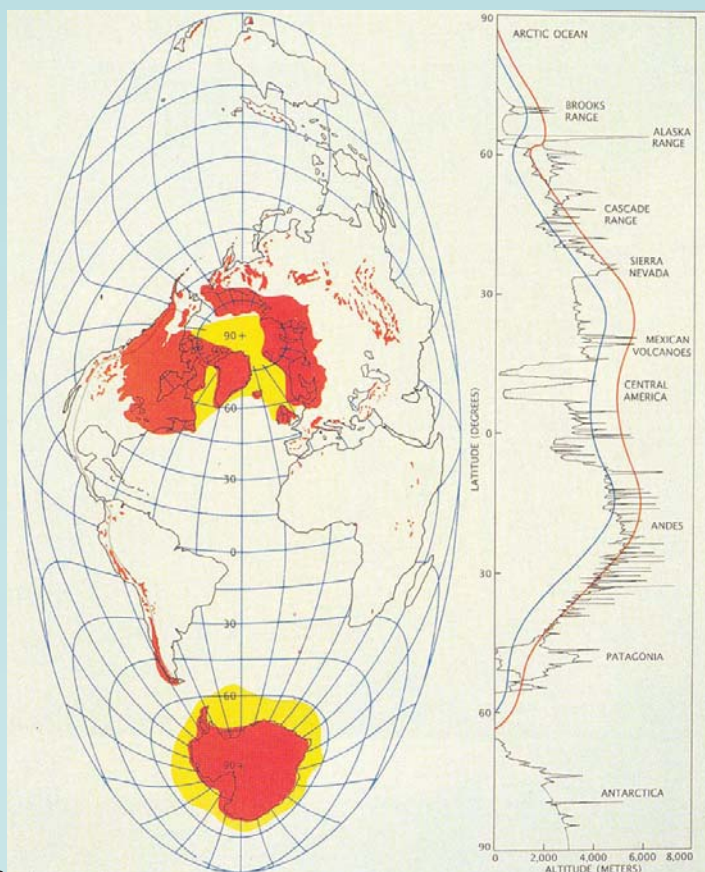 90+
60
30
0
30
60
90+
90
60
30
0
30
60
90
LATITUDE (DEGREES)
ARCTIC OCEAN
BROOKS
RANGE
ALASKA
RANGE
CASCADE
RANGE
SIERRA
NEVADA
MEXICAN
VOLCANOES
CENTRAL
AMERICA
ANDES
PATAGONIA
ANTARCTICA
0
2,000
4,000
6,000
8,000
ALTITUDE (METERS)